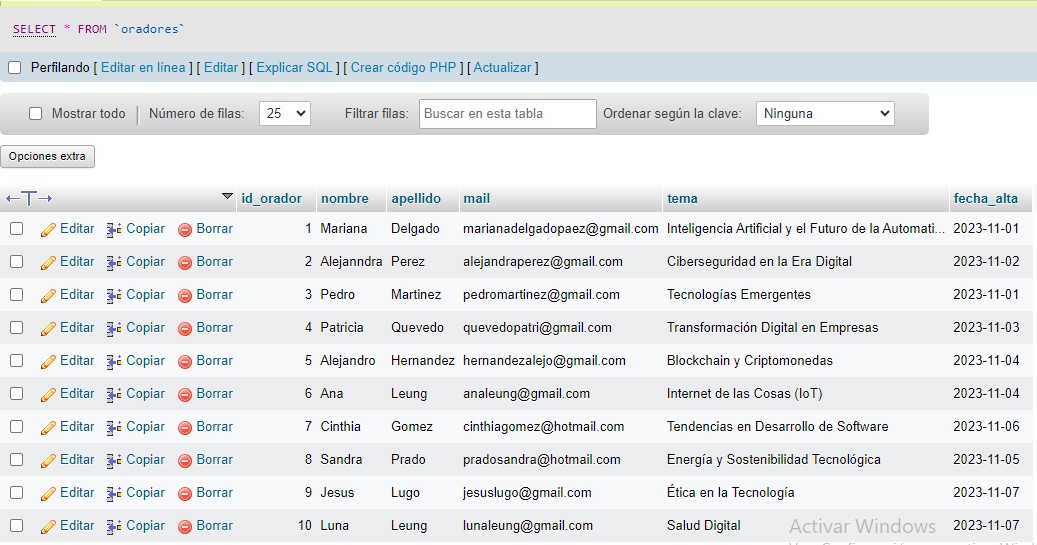 SELECT * FROM `oradores`
Perfilando [ Editar en línea ] [ Editar ] [ Explicar SQL ] [ Crear código PHP ] [ Actualizar ]
Mostrar todo Número de filas: 25 Filtrar filas: Buscar en esta tabla Ordenar según la clave: Ninguna
Opciones extra
←T→ id_orador nombre apellido mail tema fecha_alta
Editar Copiar Borrar 1 Mariana Delgado marianadelgadopaez@gmail.com Inteligencia Artificial y el Futuro de la Automati... 2023-11-01
Editar Copiar Borrar 2 Alejanndra Perez alejandraperez@gmail.com Ciberseguridad en la Era Digital 2023-11-02
Editar Copiar Borrar 3 Pedro Martinez pedromartinez@gmail.com Tecnologías Emergentes 2023-11-01
Editar Copiar Borrar 4 Patricia Quevedo quevedopatri@gmail.com Transformación Digital en Empresas 2023-11-03
Editar Copiar Borrar 5 Alejandro Hernandez hernandezalejo@gmail.com Blockchain y Criptomonedas 2023-11-04
Editar Copiar Borrar 6 Ana Leung analeung@gmail.com Internet de las Cosas (IoT) 2023-11-04
Editar Copiar Borrar 7 Cinthia Gomez cinthiagomez@hotmail.com Tendencias en Desarrollo de Software 2023-11-06
Editar Copiar Borrar 8 Sandra Prado pradosandra@hotmail.com Energía y Sostenibilidad Tecnológica 2023-11-05
Editar Copiar Borrar 9 Jesus Lugo jesuslugo@gmail.com Ética en la Tecnología 2023-11-07
Editar Copiar Borrar 10 Luna Leung lunaleung@gmail.com Salud Digital 2023-11-07
Activar Windows